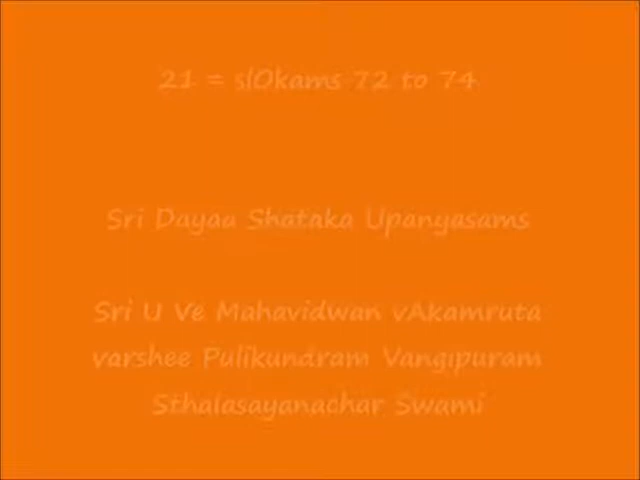 21 = slOkams 72 to 74
Sri Dayaa Shataka Upanyasams
Sri U Ve Mahavidwan vAkamruta
varshee Pulikundram Vangipuram
Sthalasayanachar Swami